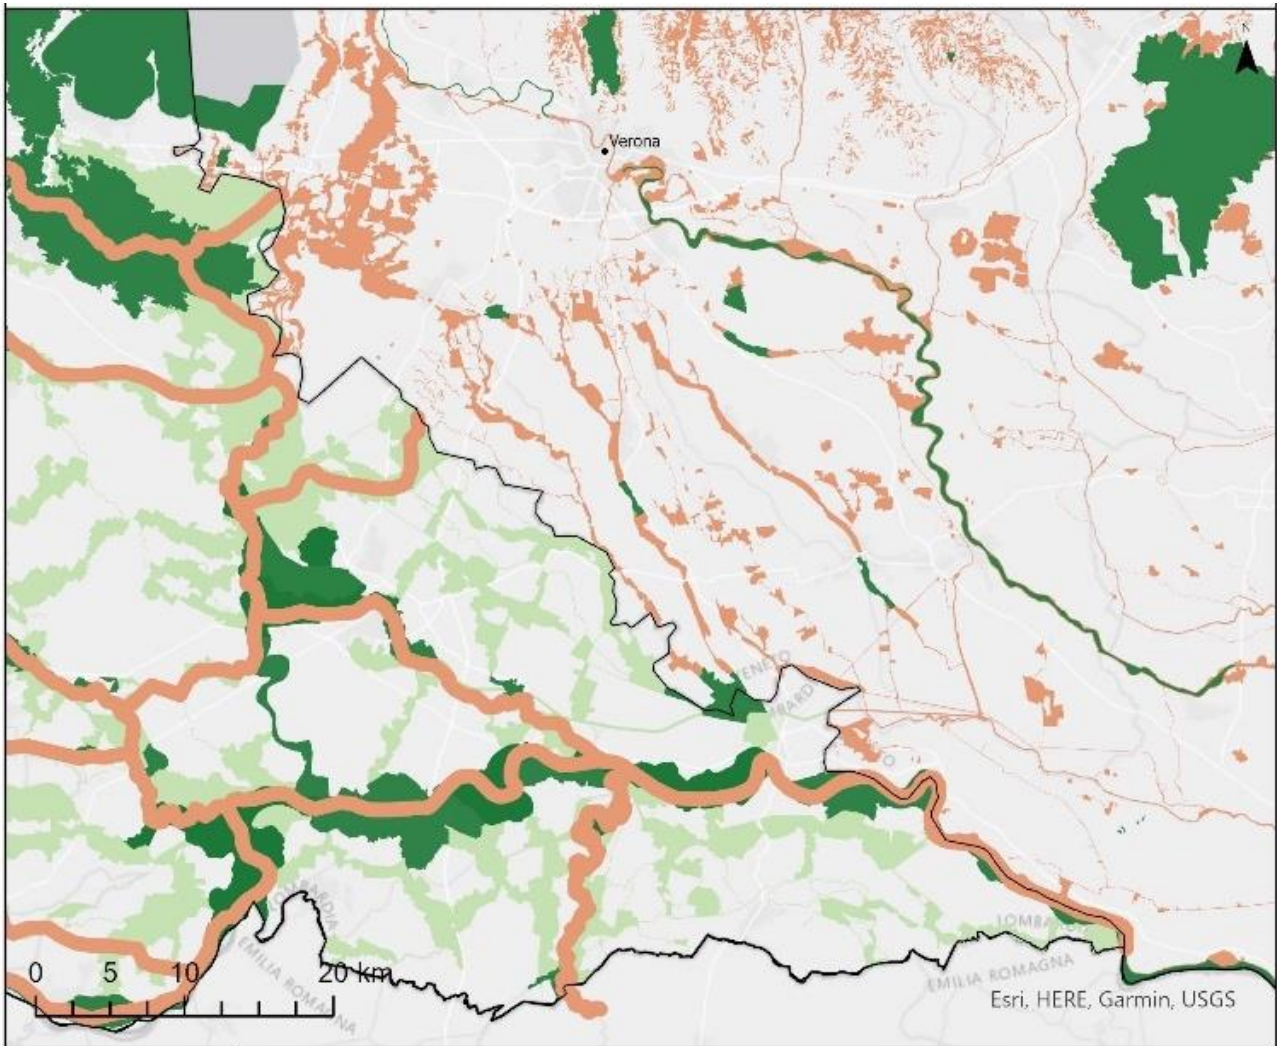 Verona
VENETO
LOMBARDIA
EMILIA ROMAGNA
LOMBARDIA
EMILIA ROMAGNA
0 5 10 20 km
Esri, HERE, Garmin, USGS